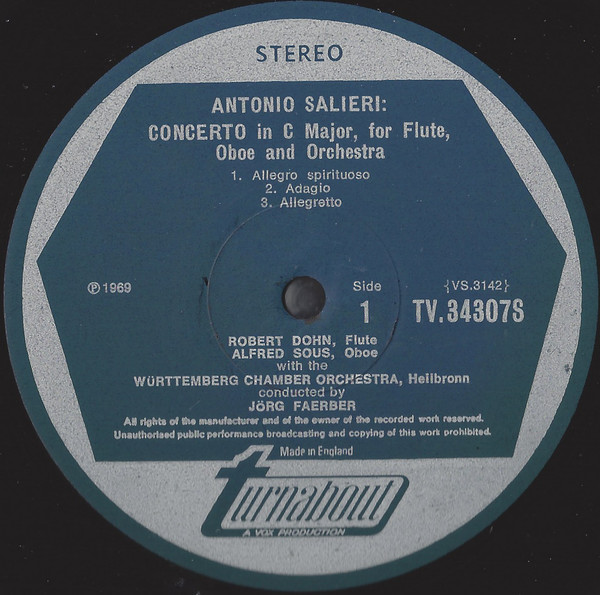 STEREO
ANTONIO SALIERI:
CONCERTO in C Major, for Flute,
Oboe and Orchestra
1. Allegro spirituoso
2. Adagio
3. Allegretto
℗ 1969
Side
1
{VS.3142}
TV.34307S
ROBERT DOHN, Flute
ALFRED SOUS, Oboe
with the
WÜRTTEMBERG CHAMBER ORCHESTRA, Heilbronn
conducted by
JÖRG FAERBER
All rights of the manufacturer and of the owner of the recorded work reserved.
Unauthorised public performance broadcasting and copying of this work prohibited.
Made in England
turnabout
A VOX PRODUCTION